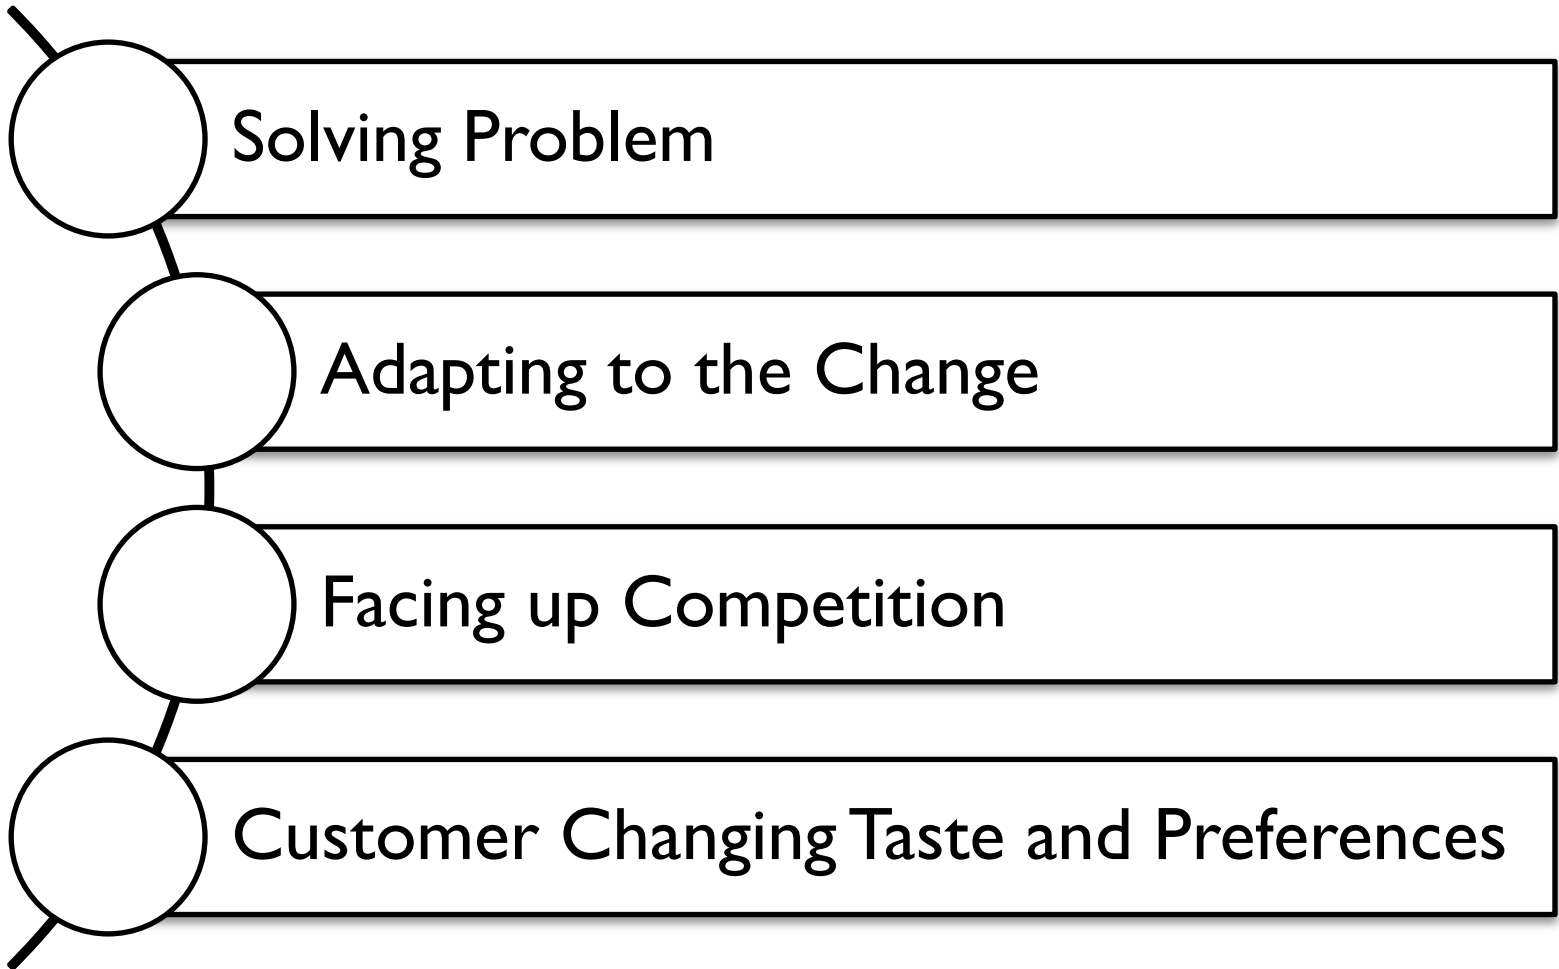 Solving Problem
Adapting to the Change
Facing up Competition
Customer Changing Taste and Preferences